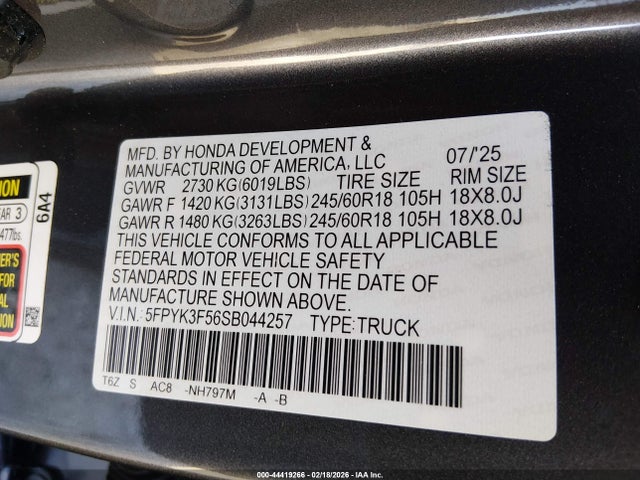 MFD. BY HONDA DEVELOPMENT &
MANUFACTURING OF AMERICA, LLC 07/'25
GVWR 2730 KG(6019LBS) TIRE SIZE RIM SIZE
GAWR F 1420 KG(3131LBS) 245/60R18 105H 18X8.0J
GAWR R 1480 KG(3263LBS) 245/60R18 105H 18X8.0J
THIS VEHICLE CONFORMS TO ALL APPLICABLE
FEDERAL MOTOR VEHICLE SAFETY
STANDARDS IN EFFECT ON THE DATE OF
MANUFACTURE SHOWN ABOVE.
V.I.N.: 5FPYK3F56SB044257 TYPE:TRUCK
T6Z S AC8 -NH797M -A -B
6A4
000-44419266 - 02/18/2026 - IAA Inc.